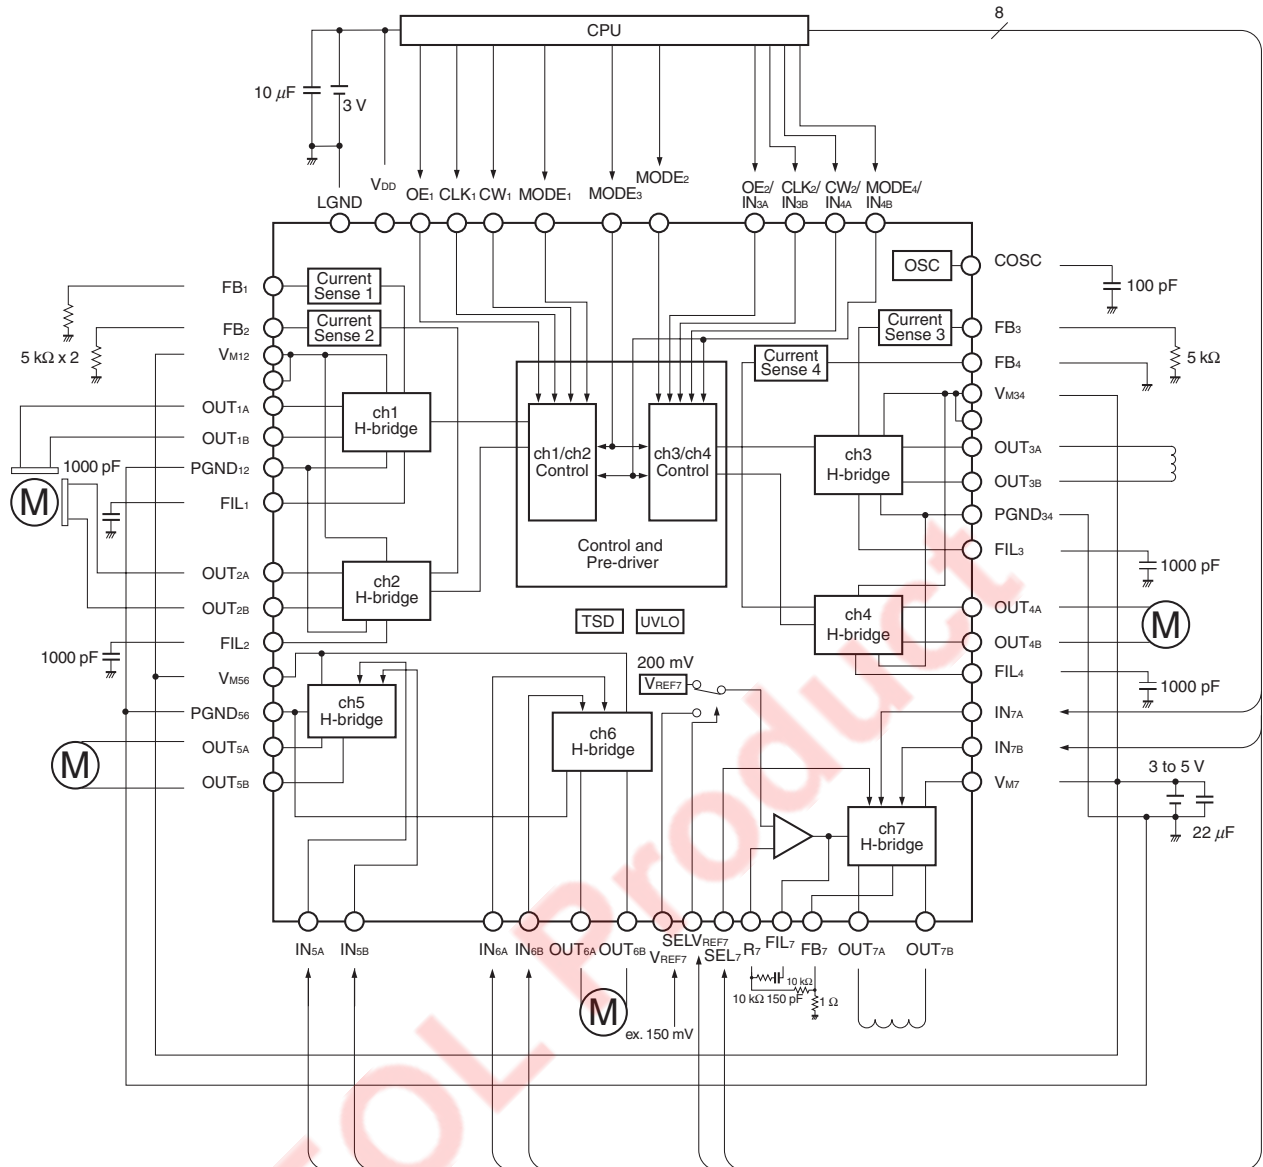 CPU
8
10 µF
3 V
LGND
VDD
OE1
CLK1
CW1
MODE1
MODE3
MODE2
OE2/
IN3A
CLK2/
IN3B
CW2/
IN4A
MODE4/
IN4B
FB1
FB2
5 kΩ x 2
VM12
OUT1A
OUT1B
1000 pF
PGND12
M
FIL1
OUT2A
OUT2B
FIL2
1000 pF
VM56
PGND56
M
OUT5A
OUT5B
Current
Sense 1
Current
Sense 2
ch1
H-bridge
ch2
H-bridge
ch1/ch2
Control
ch3/ch4
Control
Control and
Pre-driver
TSD
UVLO
OSC
Current
Sense 3
Current
Sense 4
ch3
H-bridge
ch4
H-bridge
ch5
H-bridge
ch6
H-bridge
200 mV
VREF7
ch7
H-bridge
COSC
100 pF
FB3
FB4
5 kΩ
VM34
OUT3A
OUT3B
PGND34
FIL3
1000 pF
OUT4A
OUT4B
M
FIL4
1000 pF
IN7A
IN7B
3 to 5 V
VM7
22 µF
IN5A
IN5B
IN6A
IN6B
OUT6A
OUT6B
VREF7
SELVREF7
SEL7
R7
FIL7
FB7
OUT7A
OUT7B
M
ex. 150 mV
10 kΩ
10 kΩ 150 pF
1 Ω
TOL Product